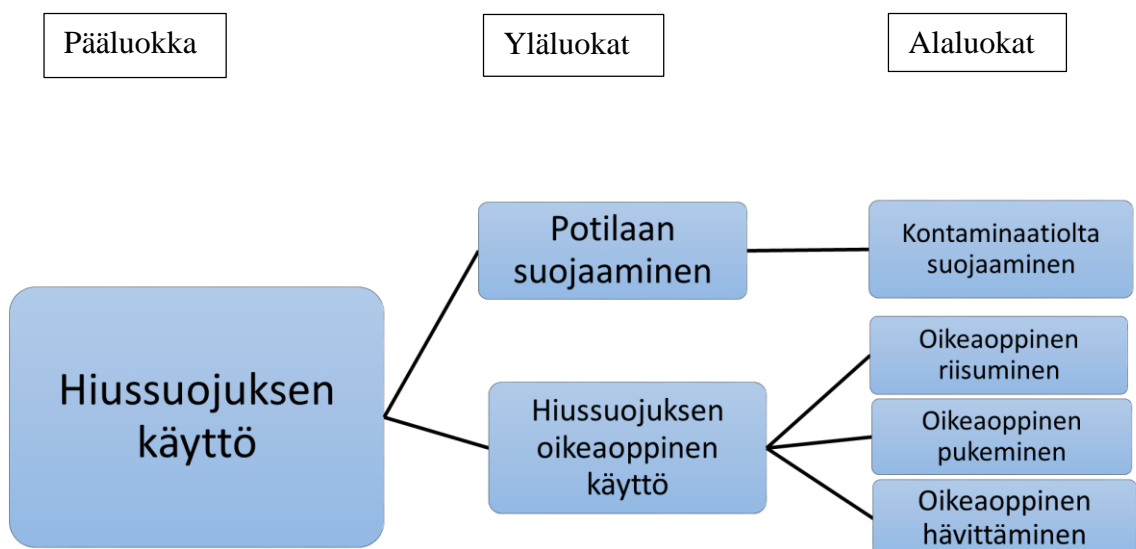 Pääluokka
Yläluokat
Alaluokat
Potilaan
suojaaminen
Kontaminaatiolta
suojaaminen
Hiussuojuksen
käyttö
Hiussuojuksen
oikeaoppinen
käyttö
Oikeaoppinen
riisuminen
Oikeaoppinen
pukeminen
Oikeaoppinen
hävittäminen